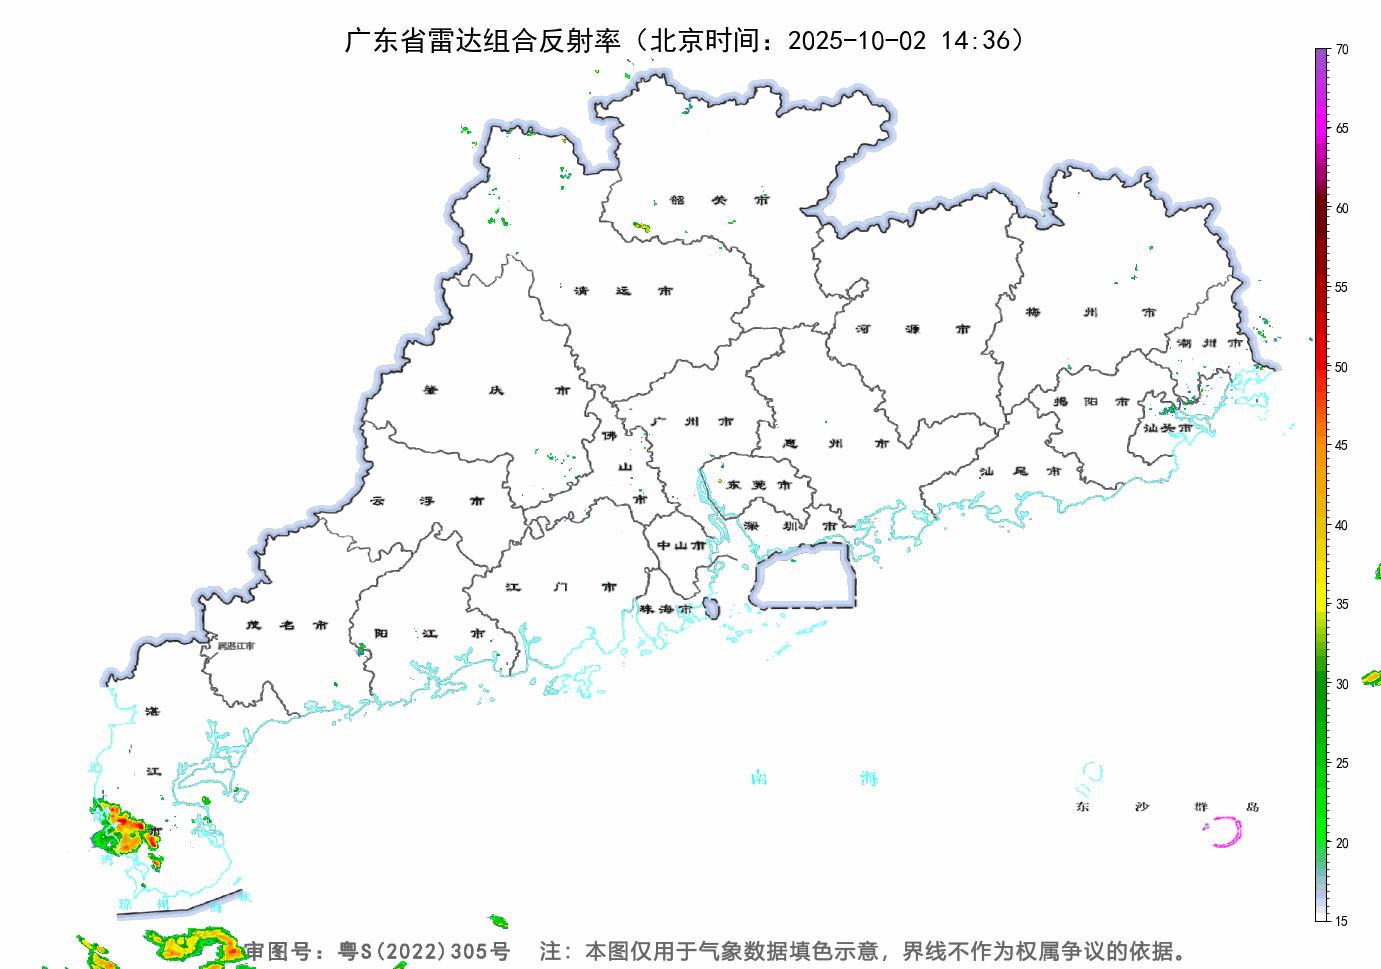 广东省雷达组合反射率（北京时间：2025-10-02 14:36）
70
65
60
55
50
45
40
35
30
25
20
15
韶关市
清远市
河源市
梅州市
潮州市
肇庆市
揭阳市
广州市
佛山市
惠州市
汕头市
汕尾市
东莞市
云浮市
深圳市
中山市
江门市
珠海市
茂名市
阳江市
属湛江市
湛江市
北部湾
南海
东沙群岛
琼州海峡
审图号：粤S(2022)305号 注：本图仅用于气象数据填色示意，界线不作为权属争议的依据。